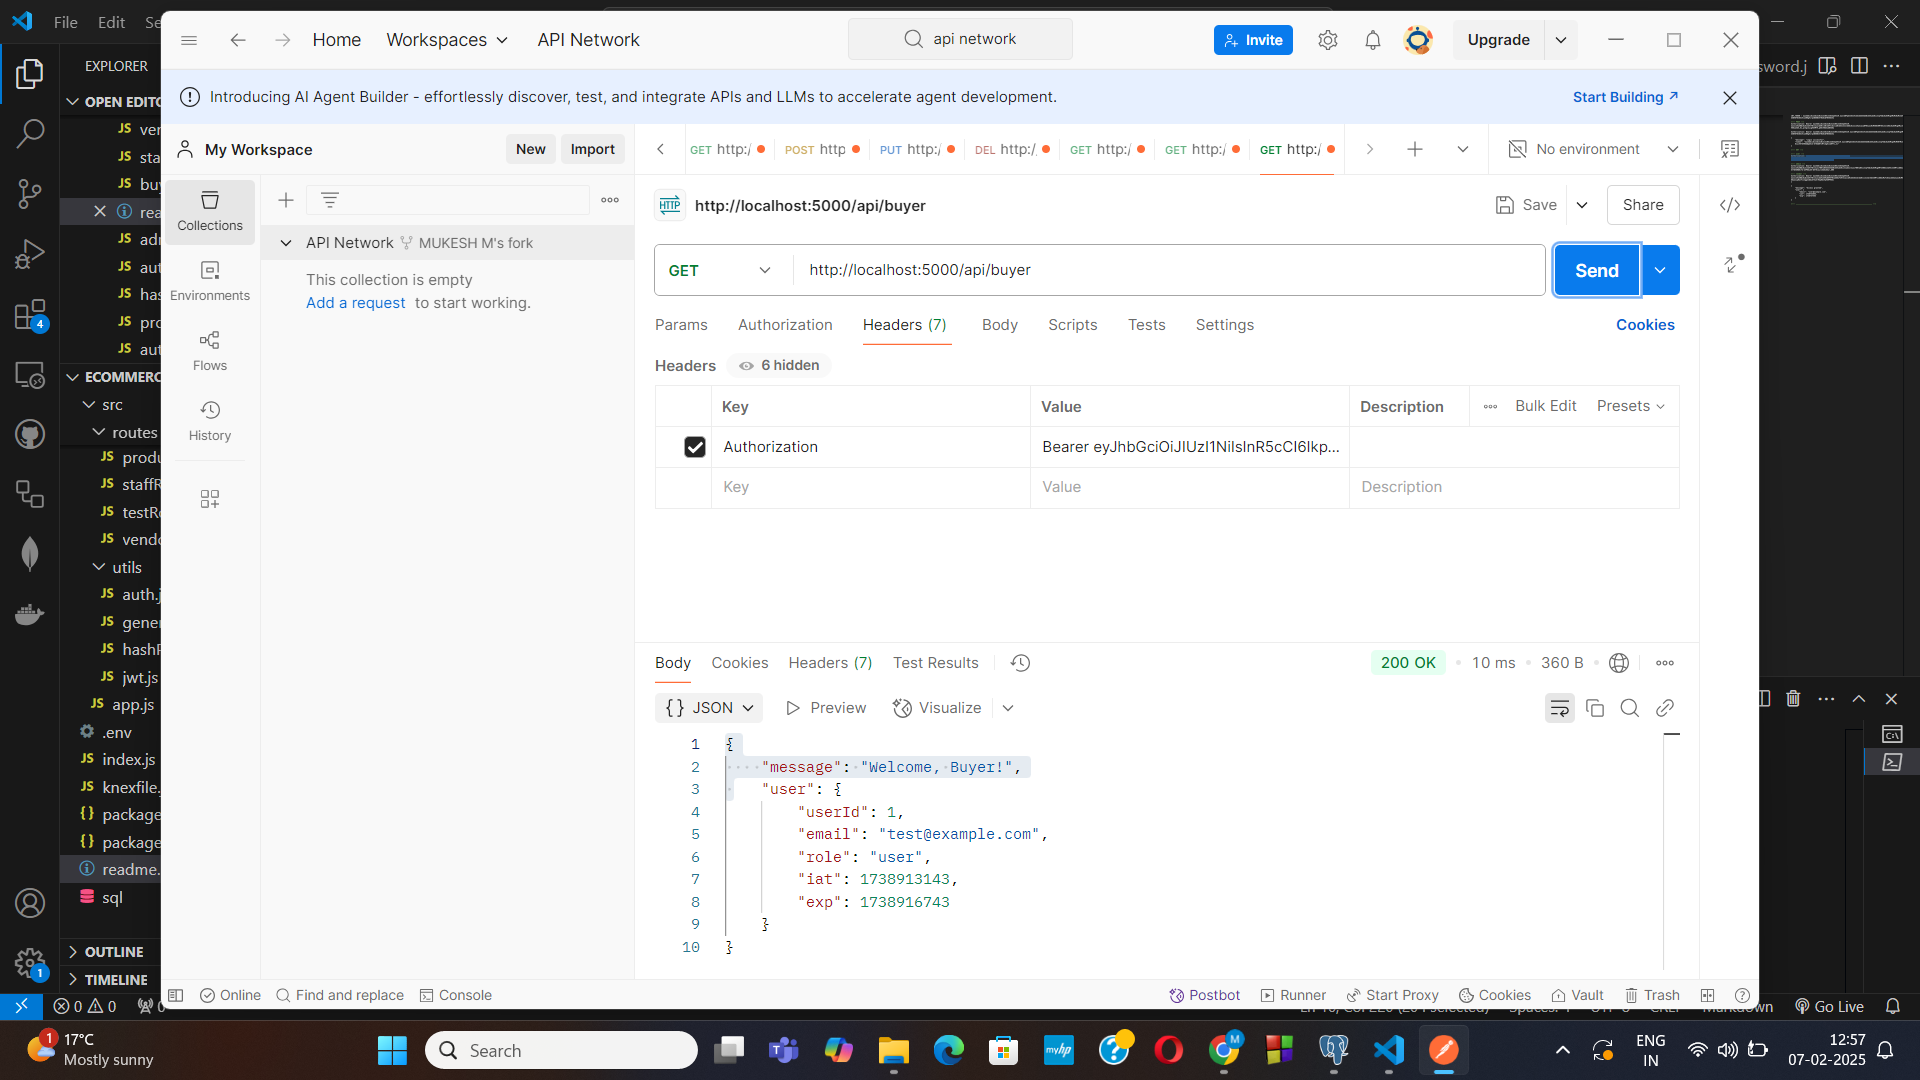 File Edit Se
Home Workspaces API Network
api network
Invite
Upgrade
sword.j
Introducing AI Agent Builder - effortlessly discover, test, and integrate APIs and LLMs to accelerate agent development.
Start Building ↗
EXPLORER
OPEN EDITO
JS ver
JS sta
JS buy
rea
JS adr
JS aut
JS has
JS pro
JS aut
ECOMMERC
src
routes
JS produ
JS staffR
JS testRo
JS vendo
utils
JS auth.j
JS gener
JS hashP
JS jwt.js
JS app.js
.env
JS index.js
JS knexfile.
{} package
{} package
readme.
sql
OUTLINE
TIMELINE
4
1
My Workspace
New
Import
Collections
Environments
Flows
History
API Network MUKESH M's fork
This collection is empty
Add a request to start working.
GET http:/ POST http PUT http:/ DEL http:/ GET http:/ GET http:/ GET http:/
No environment
HTTP http://localhost:5000/api/buyer
Save
Share
GET
http://localhost:5000/api/buyer
Send
Params Authorization Headers (7) Body Scripts Tests Settings
Cookies
Headers 6 hidden
Key Value Description Bulk Edit Presets
Authorization Bearer eyJhbGciOiJIUzI1NiIsInR5cCI6Ikp...
Key Value Description
Body Cookies Headers (7) Test Results
200 OK 10 ms 360 B
{} JSON Preview Visualize
1 {
2 "message": "Welcome, Buyer!",
3 "user": {
4 "userId": 1,
5 "email": "test@example.com",
6 "role": "user",
7 "iat": 1738913143,
8 "exp": 1738916743
9 }
10 }
Online Find and replace Console
Postbot Runner Start Proxy Cookies Vault Trash
0 0 0
Go Live
1
17°C
Mostly sunny
Search
myhp
M
ENG
IN
12:57
07-02-2025